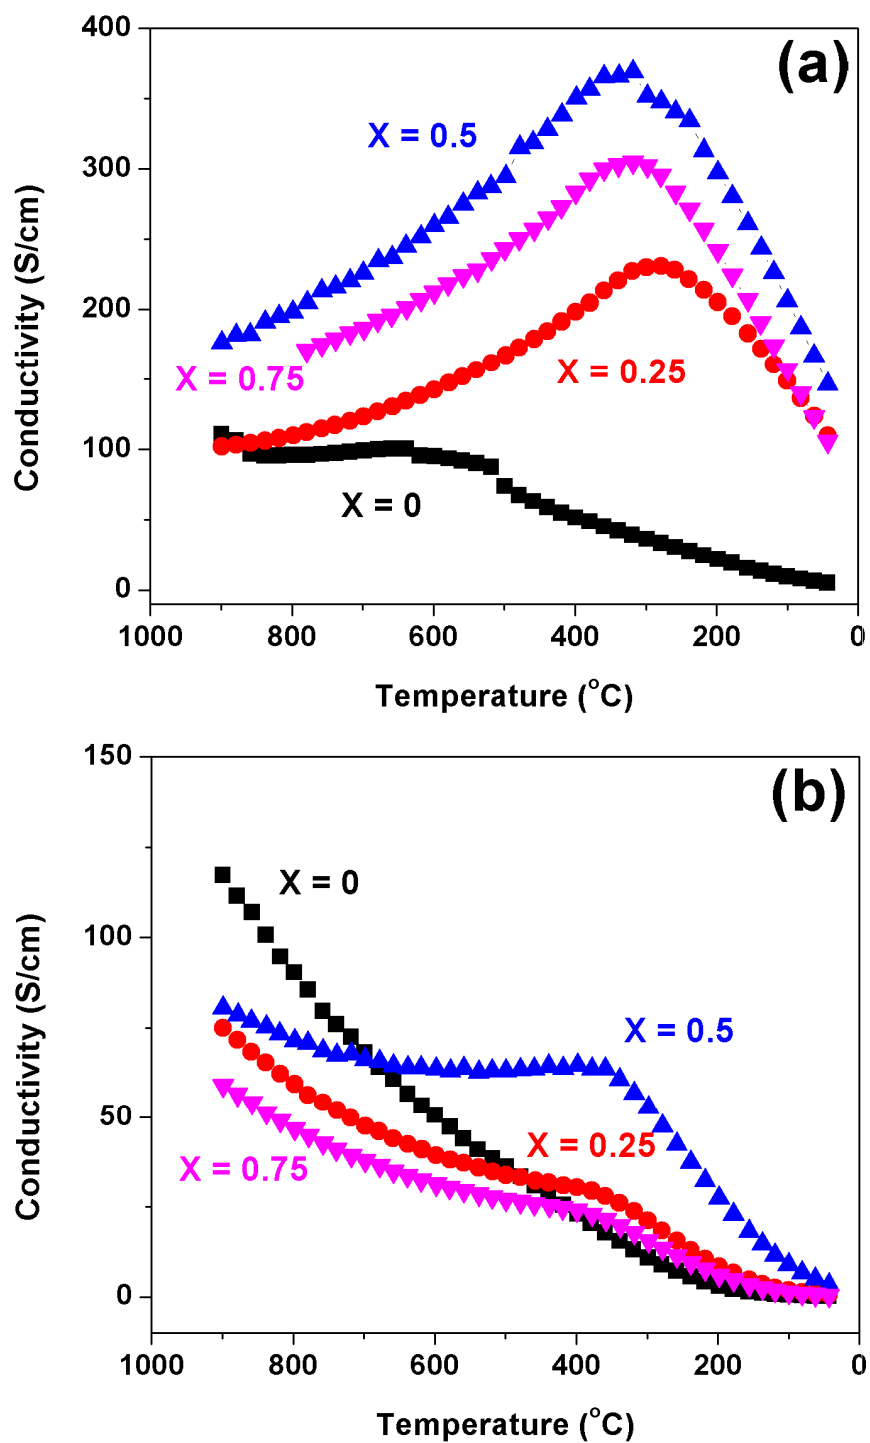 (a)
400
300
200
100
0
Conductivity (S/cm)
X = 0.5
X = 0.75
X = 0.25
X = 0
1000 800 600 400 200 0
Temperature (°C)
(b)
150
100
50
0
Conductivity (S/cm)
X = 0
X = 0.5
X = 0.25
X = 0.75
1000 800 600 400 200 0
Temperature (°C)